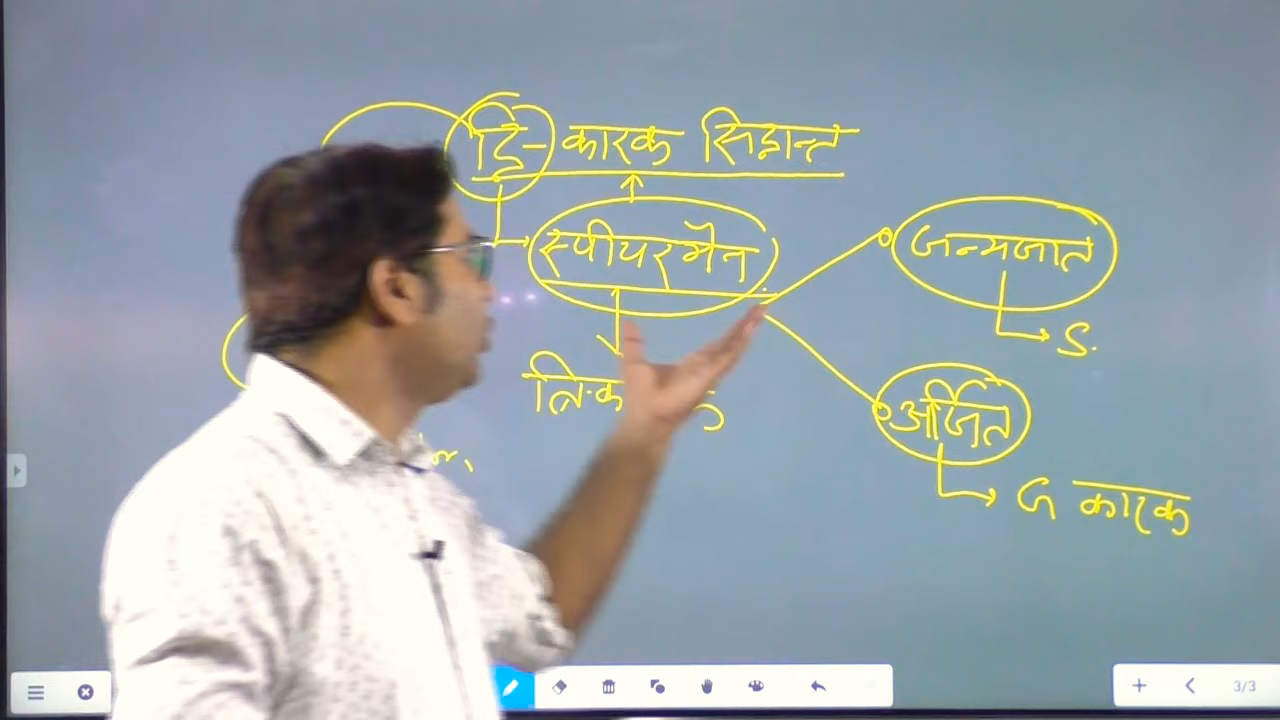 द्वि- कारक सिद्धान्त
स्पीयरमैन
जन्मजात
S.
अर्जित
G कारक
3/3